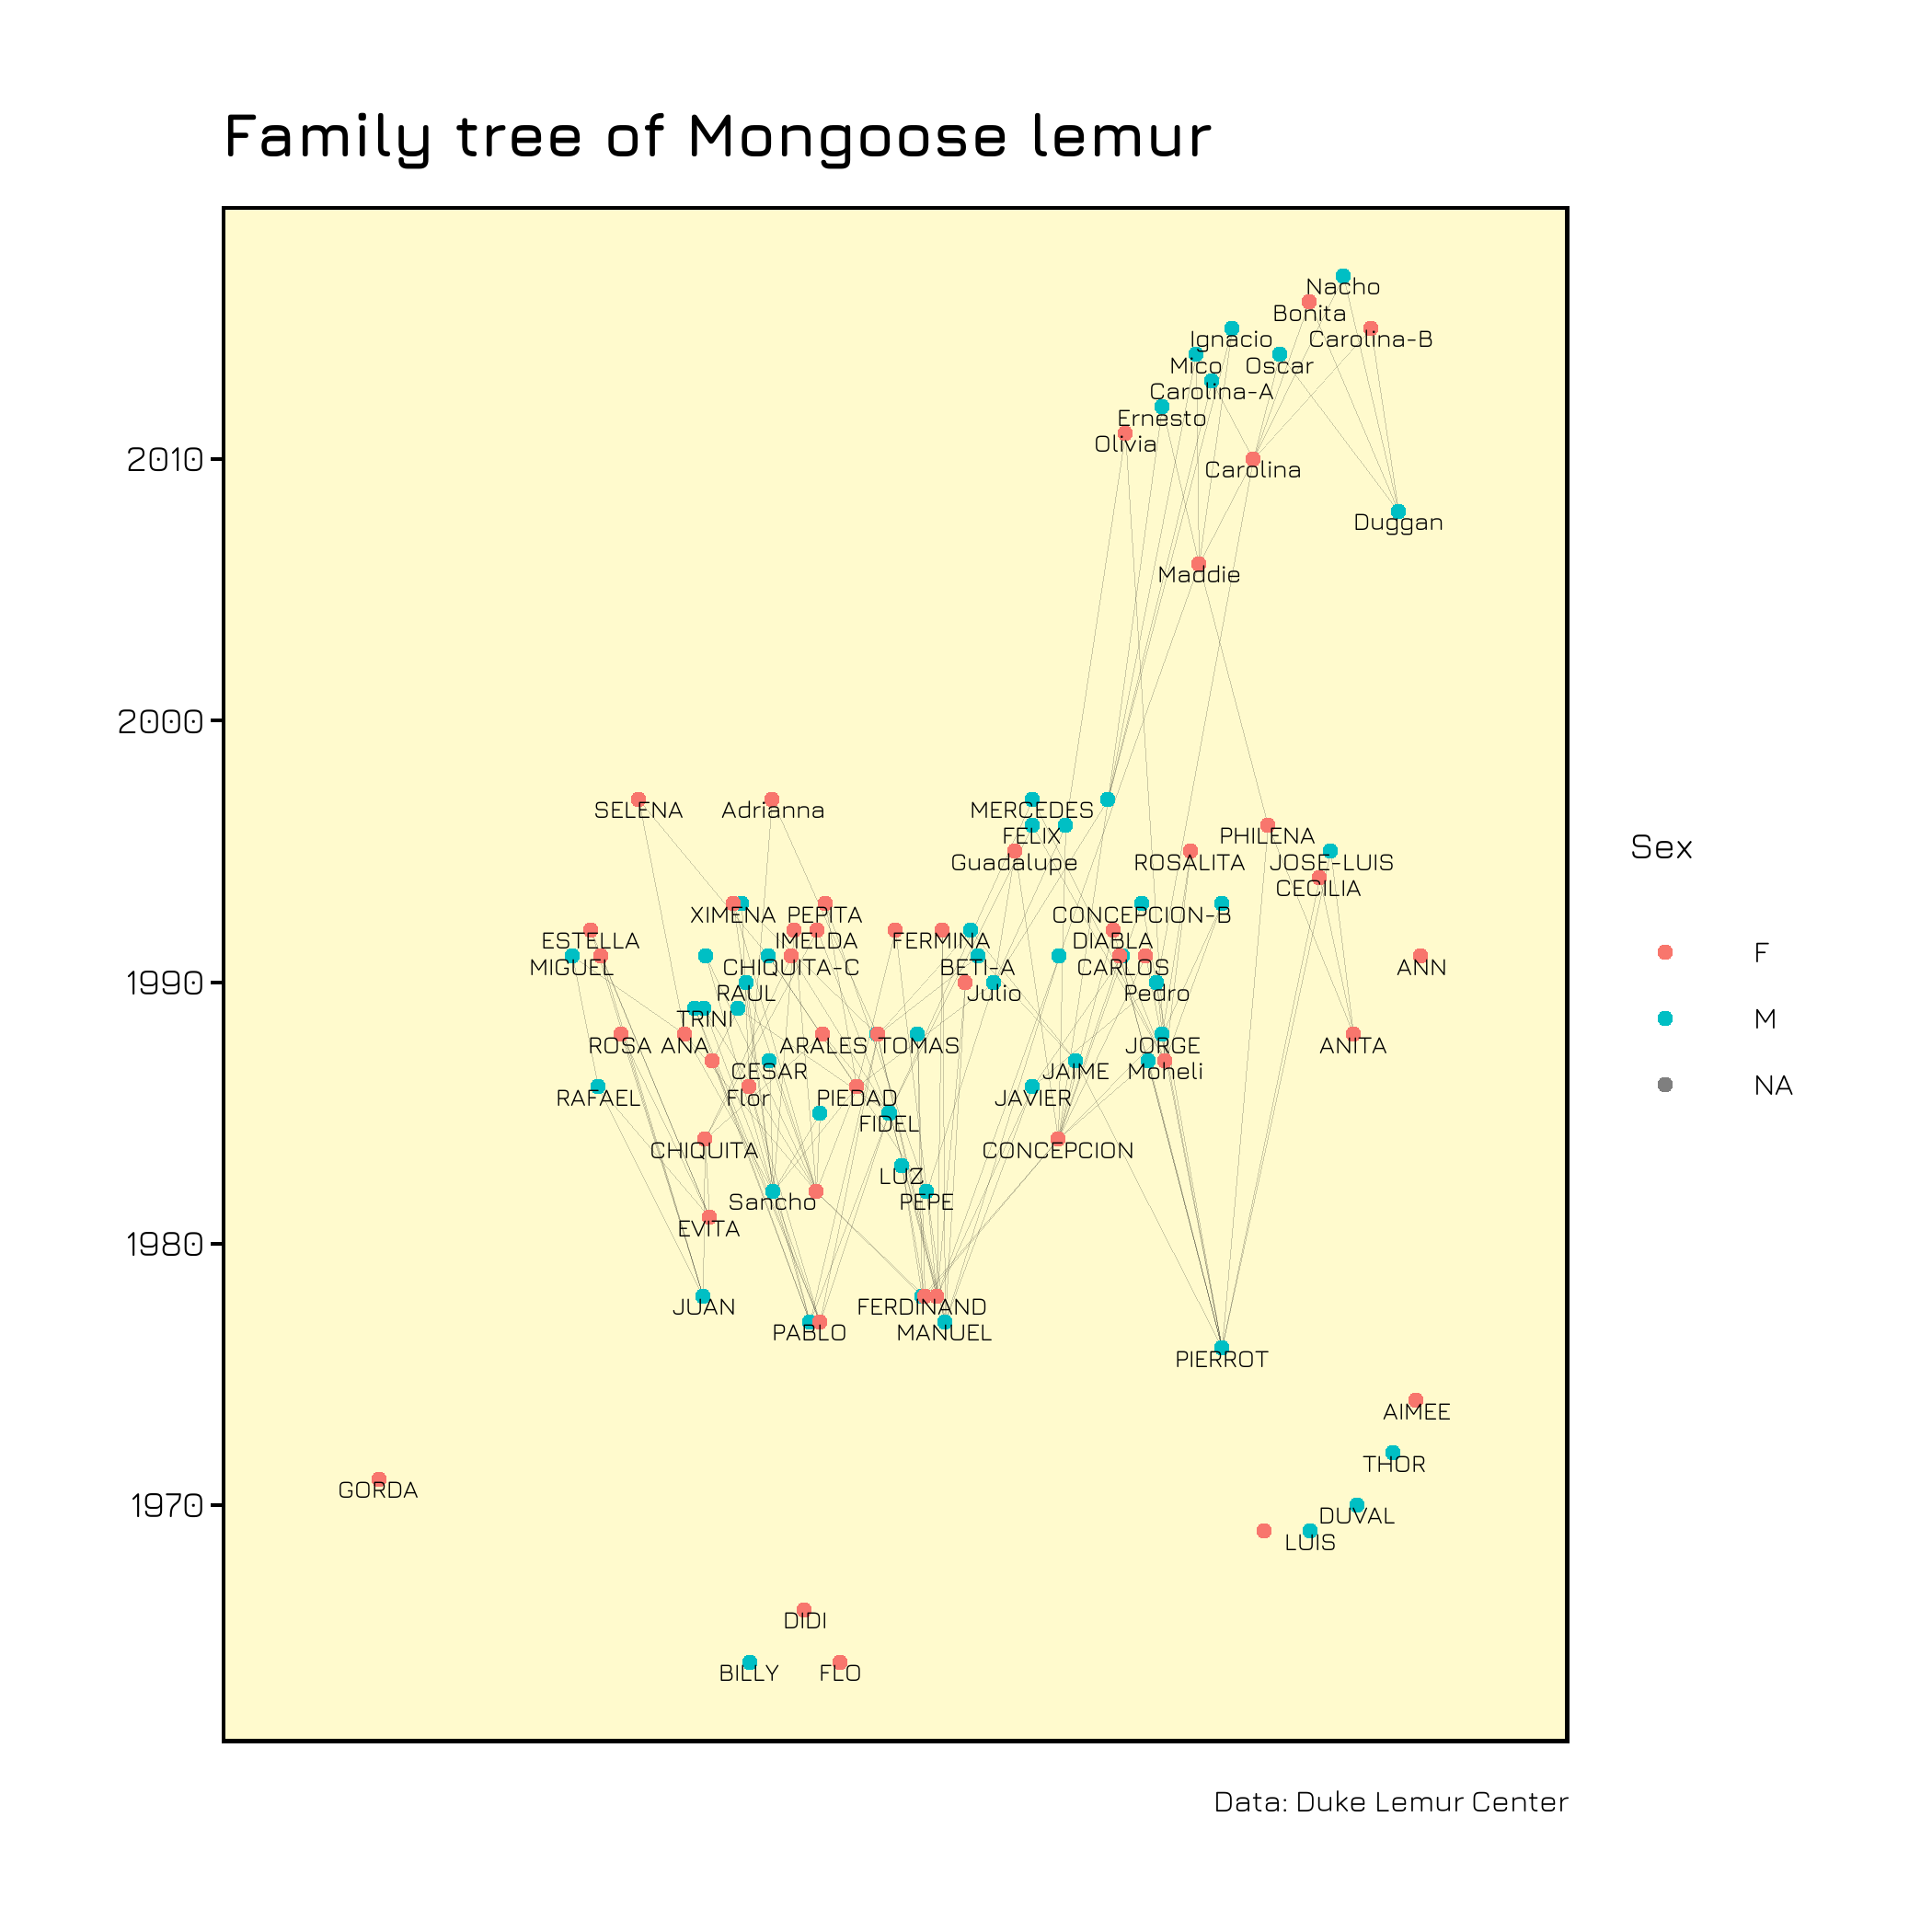 Family tree of Mongoose lemur
Nacho
Bonita
Ignacio Carolina-B
Mico Oscar
Carolina-A
Ernesto
Olivia
2010
Carolina
Duggan
Maddie
2000
SELENA Adrianna MERCEDES
FELIX PHILENA
Guadalupe ROSALITA JOSE-LUIS
CECILIA
XIMENA PEPITA CONCEPCION-B
ESTELLA IMELDA FERMINA DIABLA
MIGUEL CHIQUITA-C BETI-A CARLOS ANN
1990
RAUL Julio Pedro
TRINI
ROSA ANA ARALES TOMAS JORGE ANITA
CESAR JAIME Moheli
RAFAEL Flor PIEDAD JAVIER
FIDEL
CHIQUITA CONCEPCION
LUZ
Sancho PEPE
EVITA
1980
JUAN FERDINAND
PABLO MANUEL
PIERROT
AIMEE
THOR
GORDA
1970
DUVAL
LUIS
DIDI
BILLY FLO
Sex
F
M
NA
Data: Duke Lemur Center